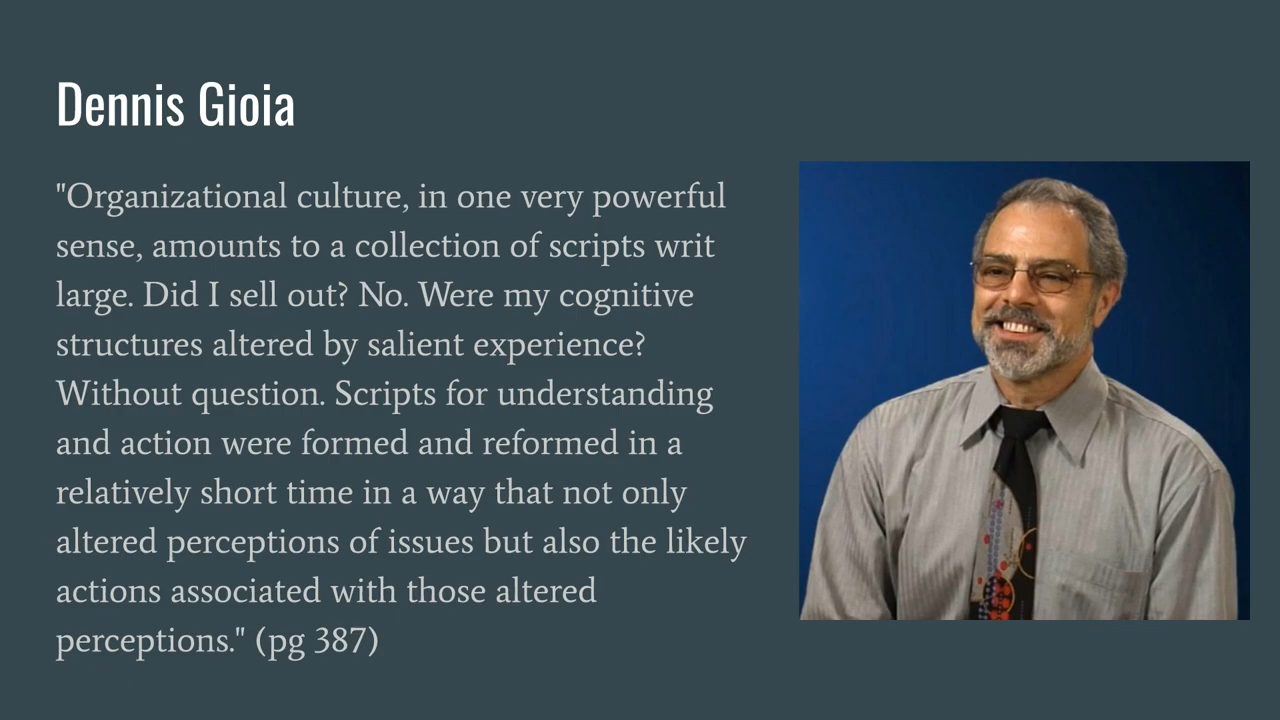 Dennis Gioia
"Organizational culture, in one very powerful
sense, amounts to a collection of scripts writ
large. Did I sell out? No. Were my cognitive
structures altered by salient experience?
Without question. Scripts for understanding
and action were formed and reformed in a
relatively short time in a way that not only
altered perceptions of issues but also the likely
actions associated with those altered
perceptions." (pg 387)